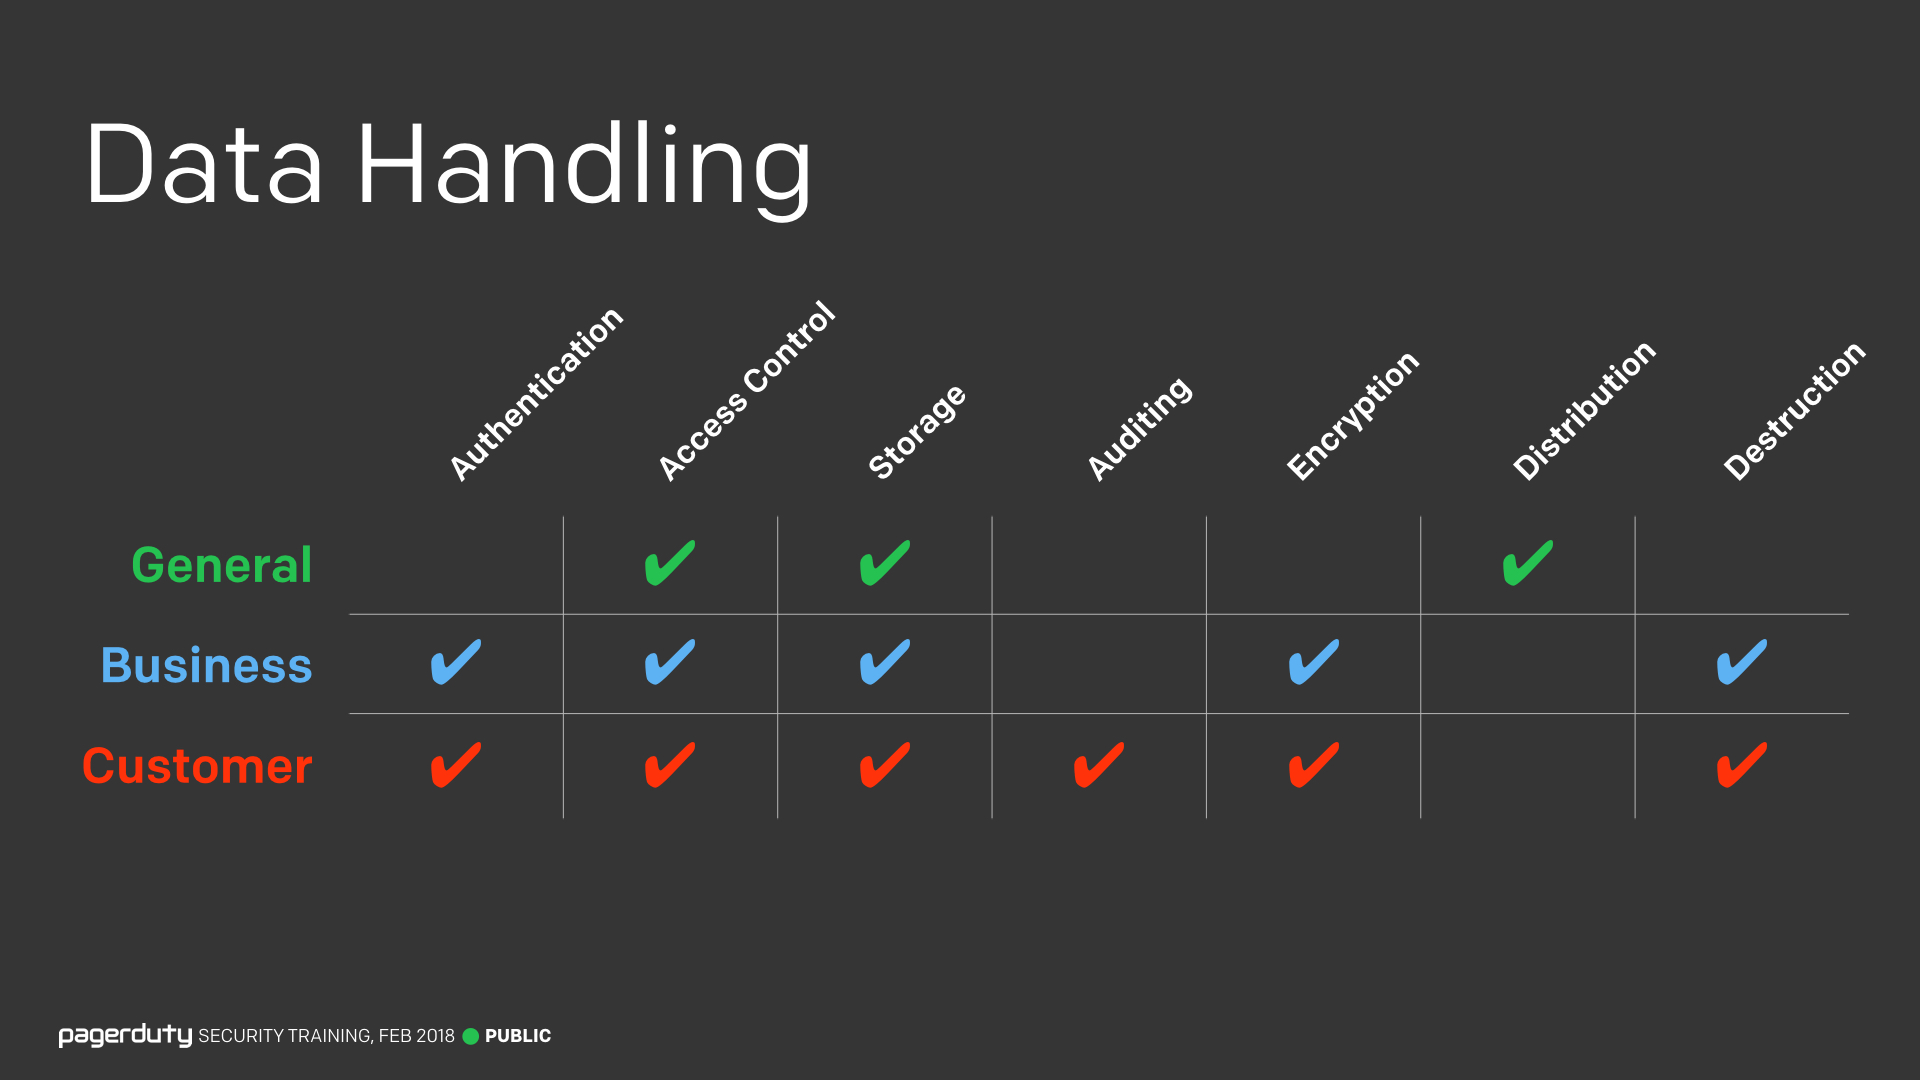 Data Handling
Authentication
Access Control
Storage
Auditing
Encryption
Distribution
Destruction
General ✔ ✔ ✔
Business ✔ ✔ ✔ ✔ ✔
Customer ✔ ✔ ✔ ✔ ✔ ✔
pagerduty SECURITY TRAINING, FEB 2018 PUBLIC